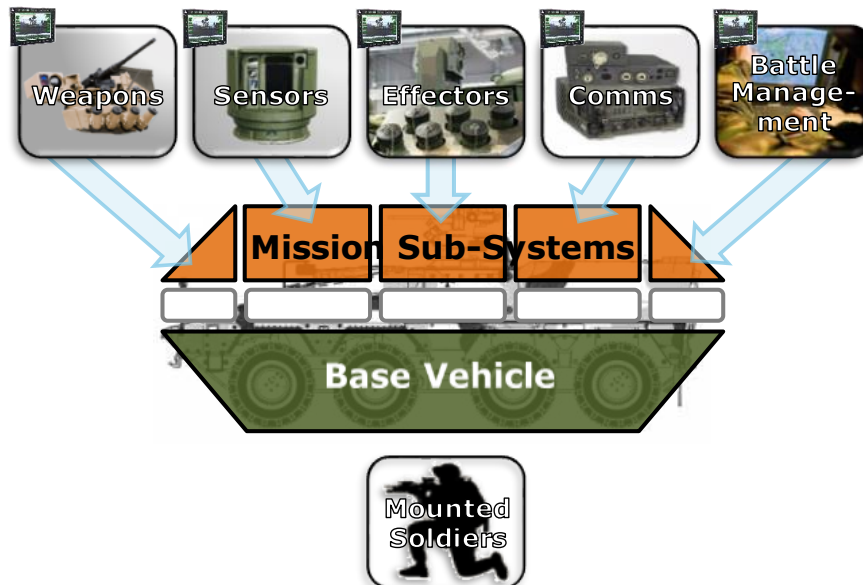 Weapons
Sensors
Effectors
Comms
Battle
Manage-
ment
Mission Sub-Systems
Base Vehicle
Mounted
Soldiers